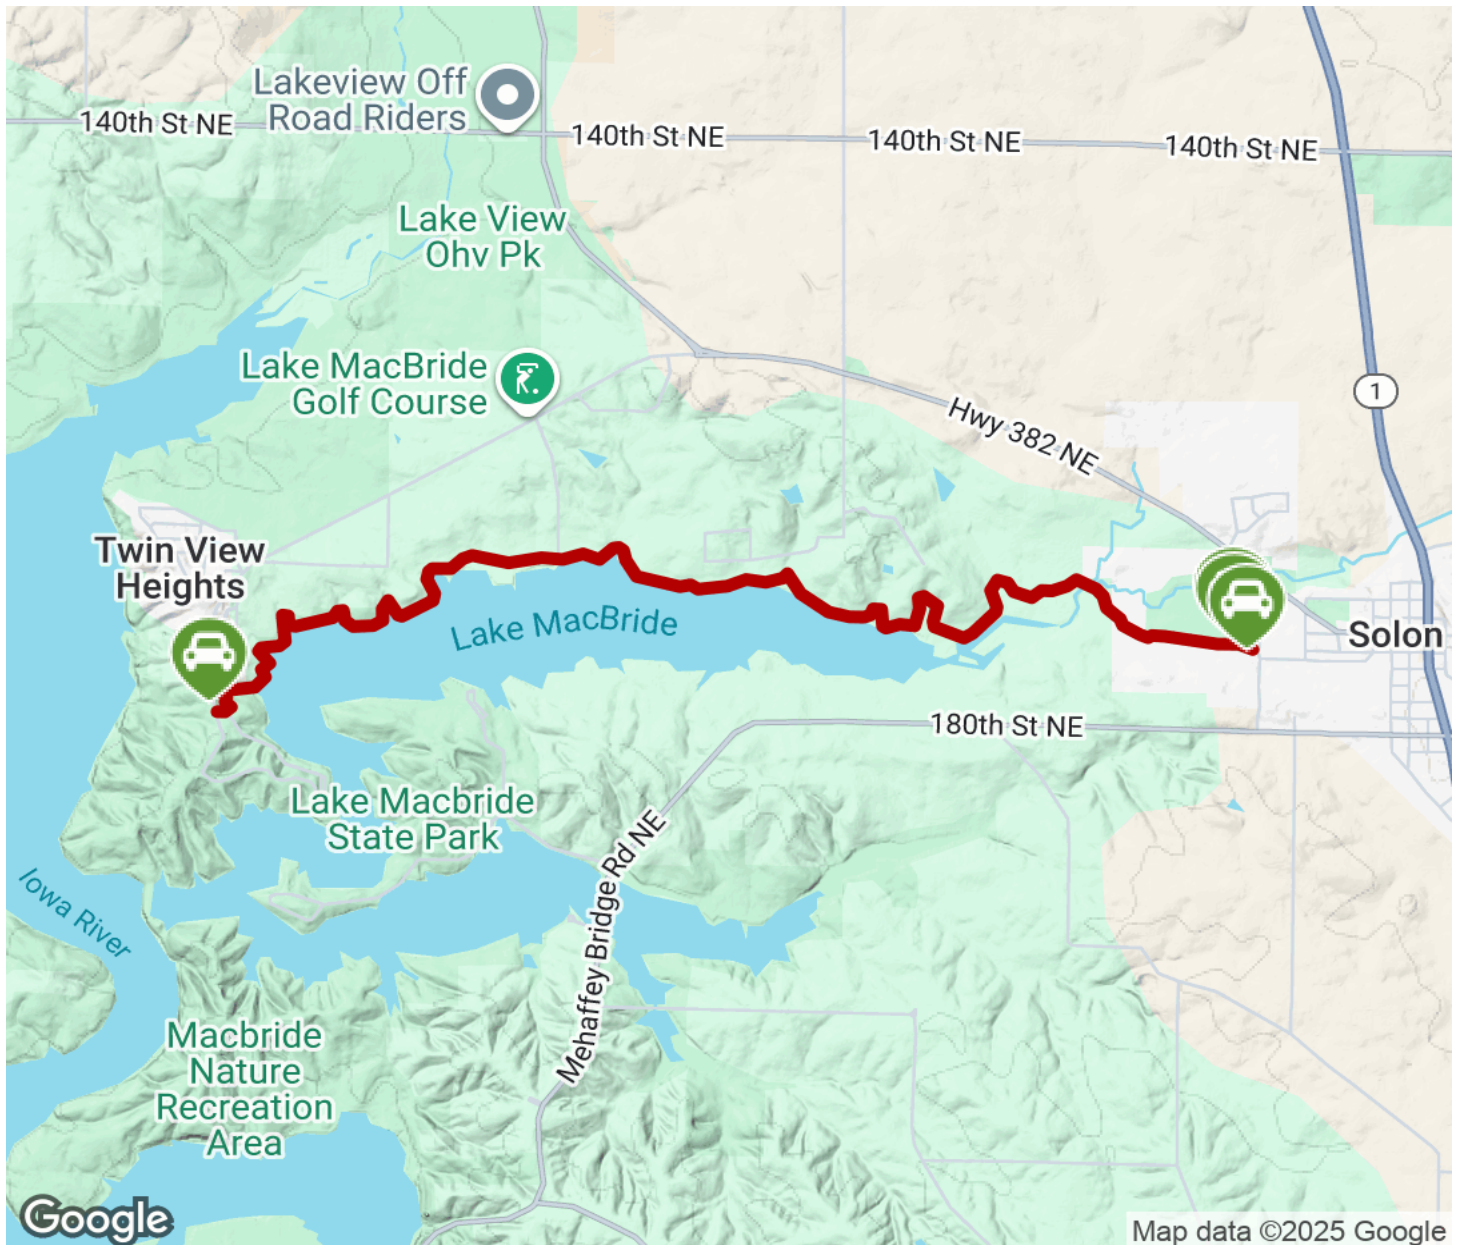 Lakeview Off
Road Riders
140th St NE
140th St NE
140th St NE
140th St NE
Lake View
Ohv Pk
Lake MacBride
Golf Course
1
Hwy 382 NE
Twin View
Heights
Lake MacBride
Solon
180th St NE
Lake Macbride
State Park
Mehaffey Bridge Rd NE
Iowa River
Macbride
Nature
Recreation
Area
Google
Map data ©2025 Google